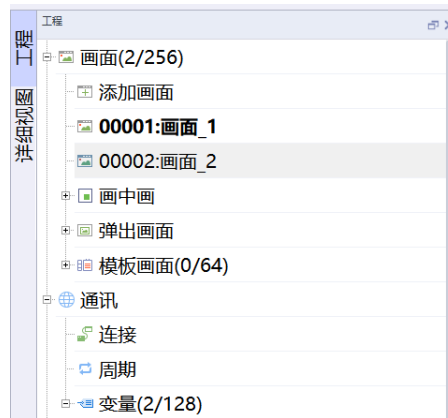 工程
工程
详细视图
画面(2/256)
添加画面
00001:画面_1
00002:画面_2
画中画
弹出画面
模板画面(0/64)
通讯
连接
周期
变量(2/128)